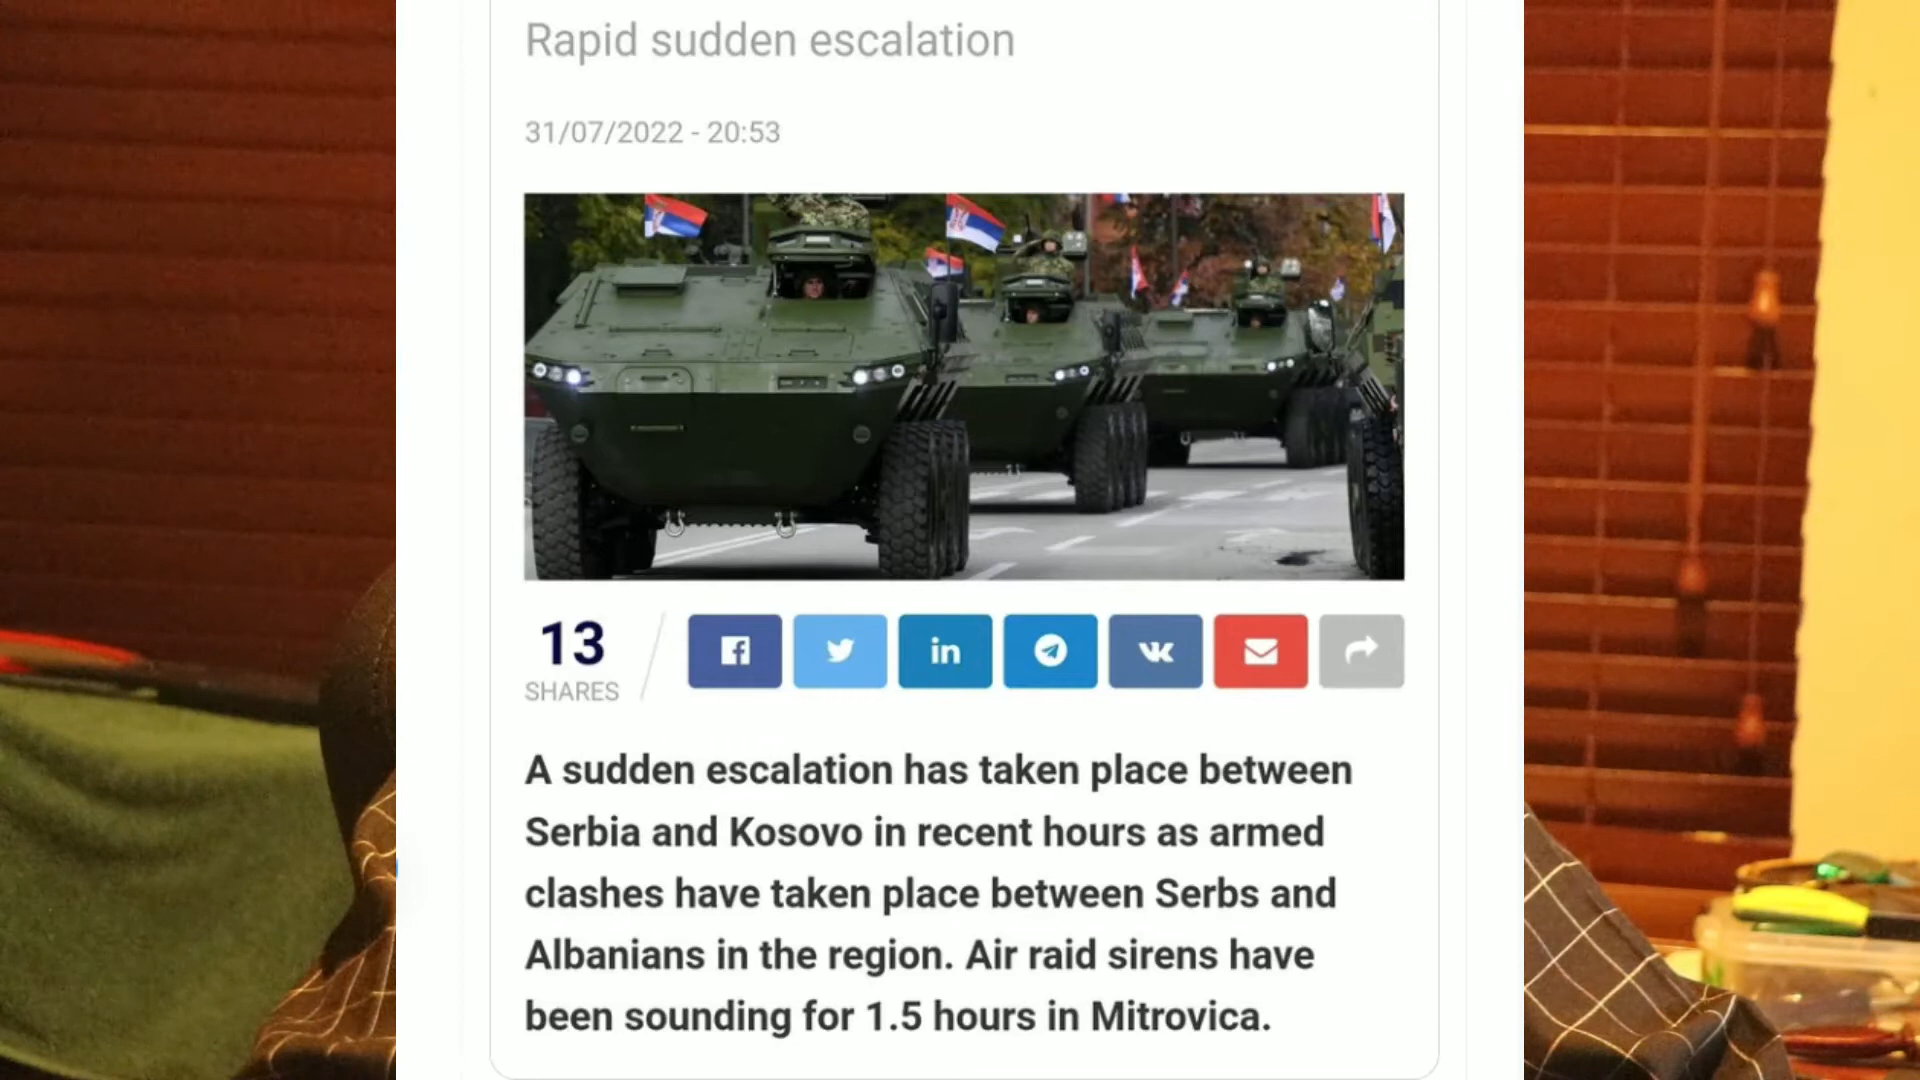 Rapid sudden escalation
31/07/2022 - 20:53
13
SHARES
A sudden escalation has taken place between
Serbia and Kosovo in recent hours as armed
clashes have taken place between Serbs and
Albanians in the region. Air raid sirens have
been sounding for 1.5 hours in Mitrovica.